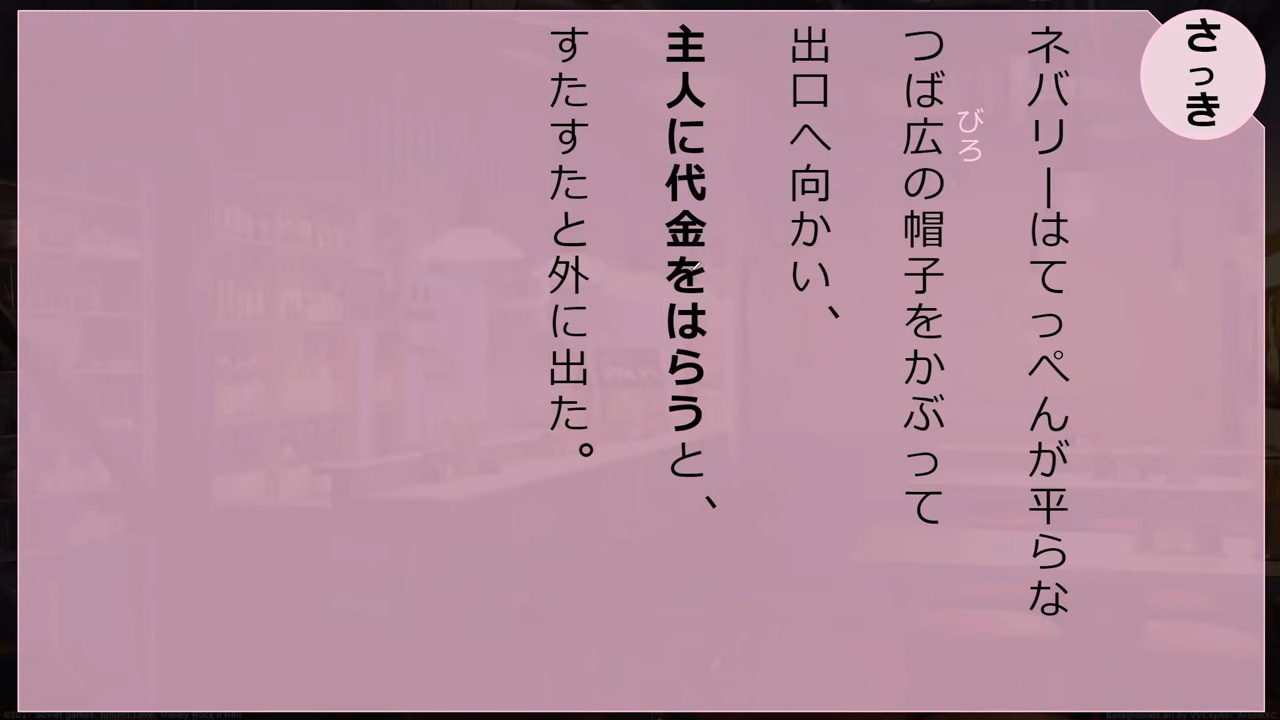 さっき
ネバリーはてっぺんが平らな
つば広の帽子をかぶって
びろ
出口へ向かい、
主人に代金をはらうと、
すたすたと外に出た。